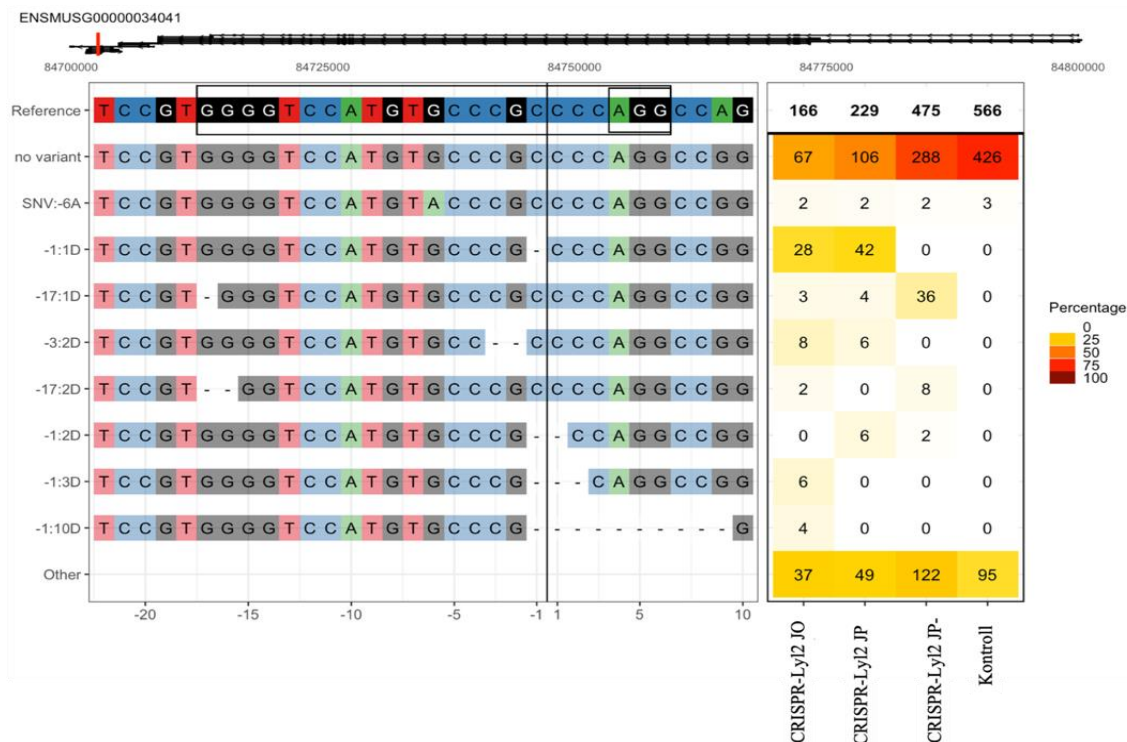 ENSMUSG00000034041
84700000 84725000 84750000 84775000 84800000
Reference T C C G T G G G G T C C A T G T G C C C G C C C C A G G C C A G 166 229 475 566
no variant T C C G T G G G G T C C A T G T G C C C G C C C C A G G C C G G 67 106 288 426
SNV:-6A T C C G T G G G G T C C A T G T A C C C G C C C C A G G C C G G 2 2 2 3
-1:1D T C C G T G G G G T C C A T G T G C C C G - C C C A G G C C G G 28 42 0 0
-17:1D T C C G T - G G G T C C A T G T G C C C G C C C C A G G C C G G 3 4 36 0
-3:2D T C C G T G G G G T C C A T G T G C C - - C C C C A G G C C G G 8 6 0 0
-17:2D T C C G T - - G G T C C A T G T G C C C G C C C C A G G C C G G 2 0 8 0
-1:2D T C C G T G G G G T C C A T G T G C C C G - - C C A G G C C G G 0 6 2 0
-1:3D T C C G T G G G G T C C A T G T G C C C G - - - C A G G C C G G 6 0 0 0
-1:10D T C C G T G G G G T C C A T G T G C C C G - - - - - - - - - - G 4 0 0 0
Other 37 49 122 95
-20 -15 -10 -5 -1 1 5 10
CRISPR-Lyl2 JO
CRISPR-Lyl2 JP
CRISPR-Lyl2 JP-
Kontroll
Percentage
0
25
50
75
100